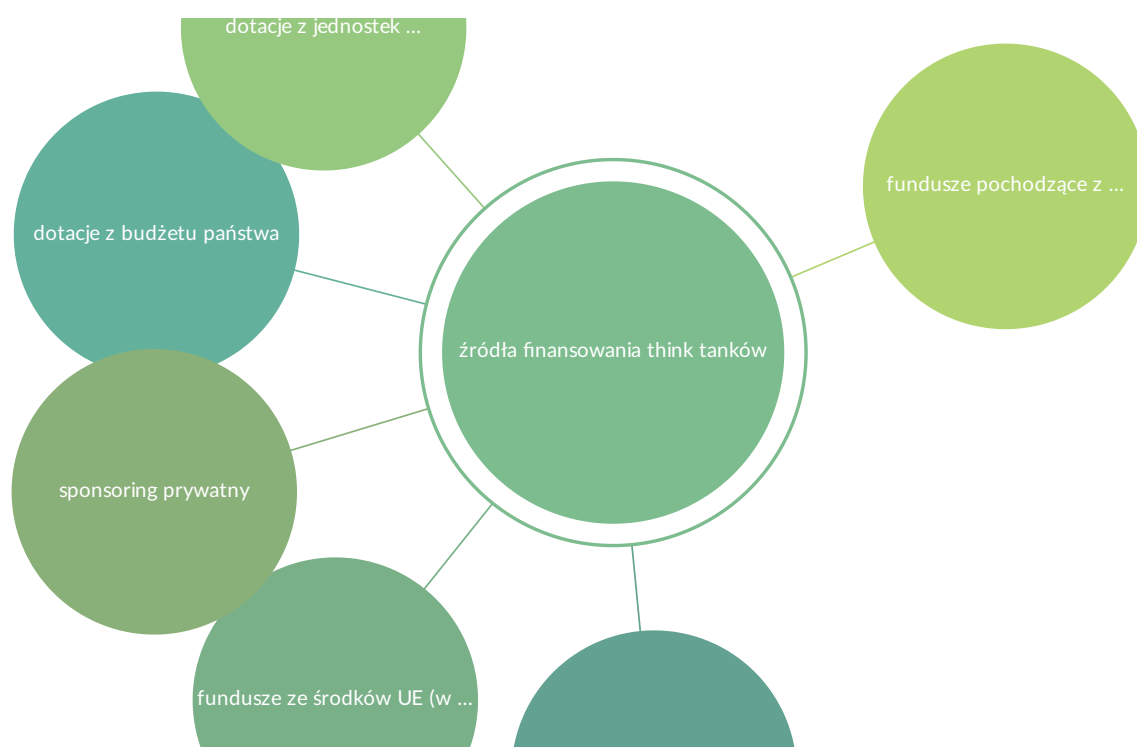 dotacje z jednostek ...
fundusze pochodzące z ...
dotacje z budżetu państwa
źródła finansowania think tanków
sponsoring prywatny
fundusze ze środków UE (w ...